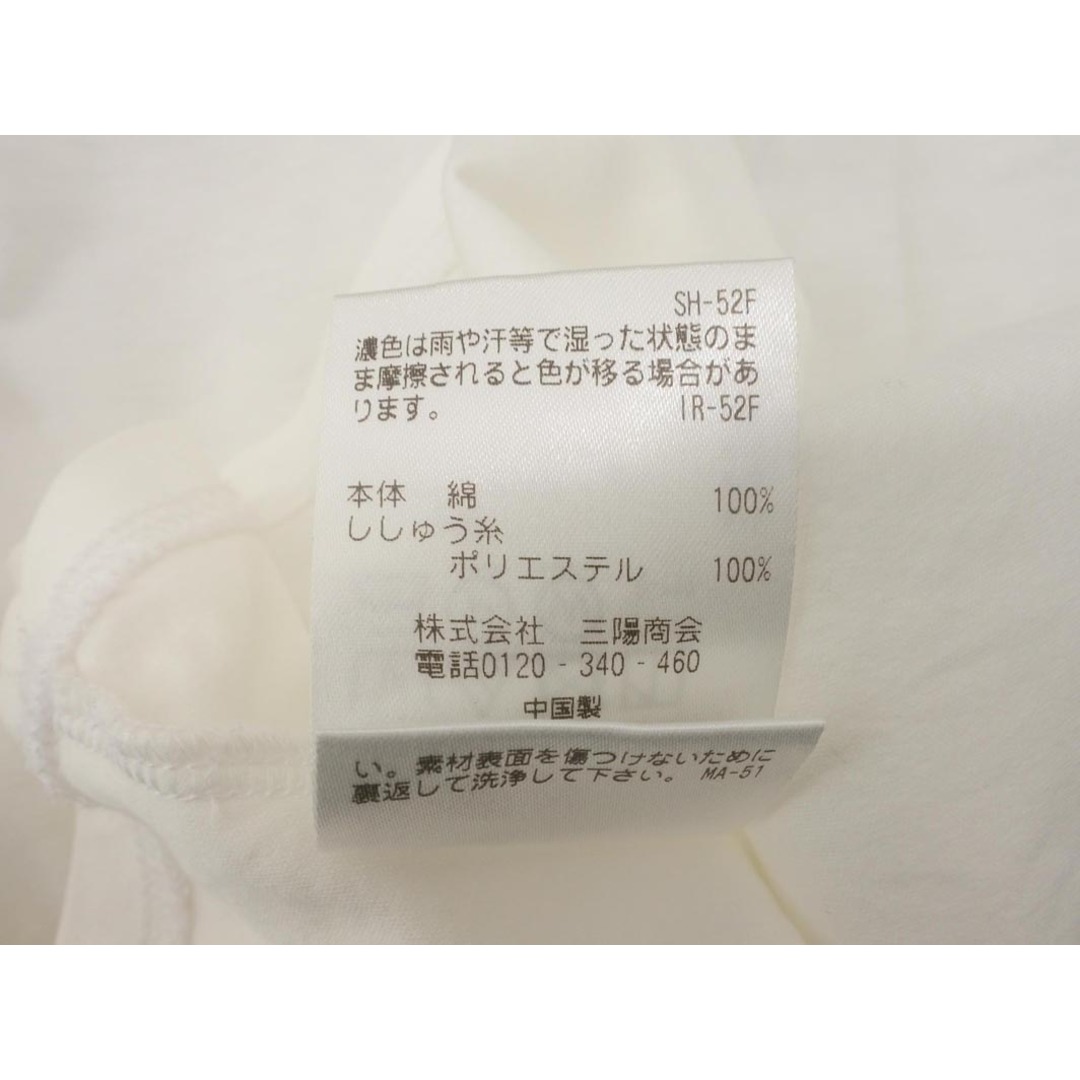 SH-52F
濃色は雨や汗等で湿った状態のま
ま摩擦されると色が移る場合があ
ります。 IR-52F
本体 綿 100%
ししゅう糸
ポリエステル 100%
株式会社 三陽商会
電話0120-340-460
中国製
い。素材表面を傷つけないために
裏返して洗浄して下さい。 MA-51